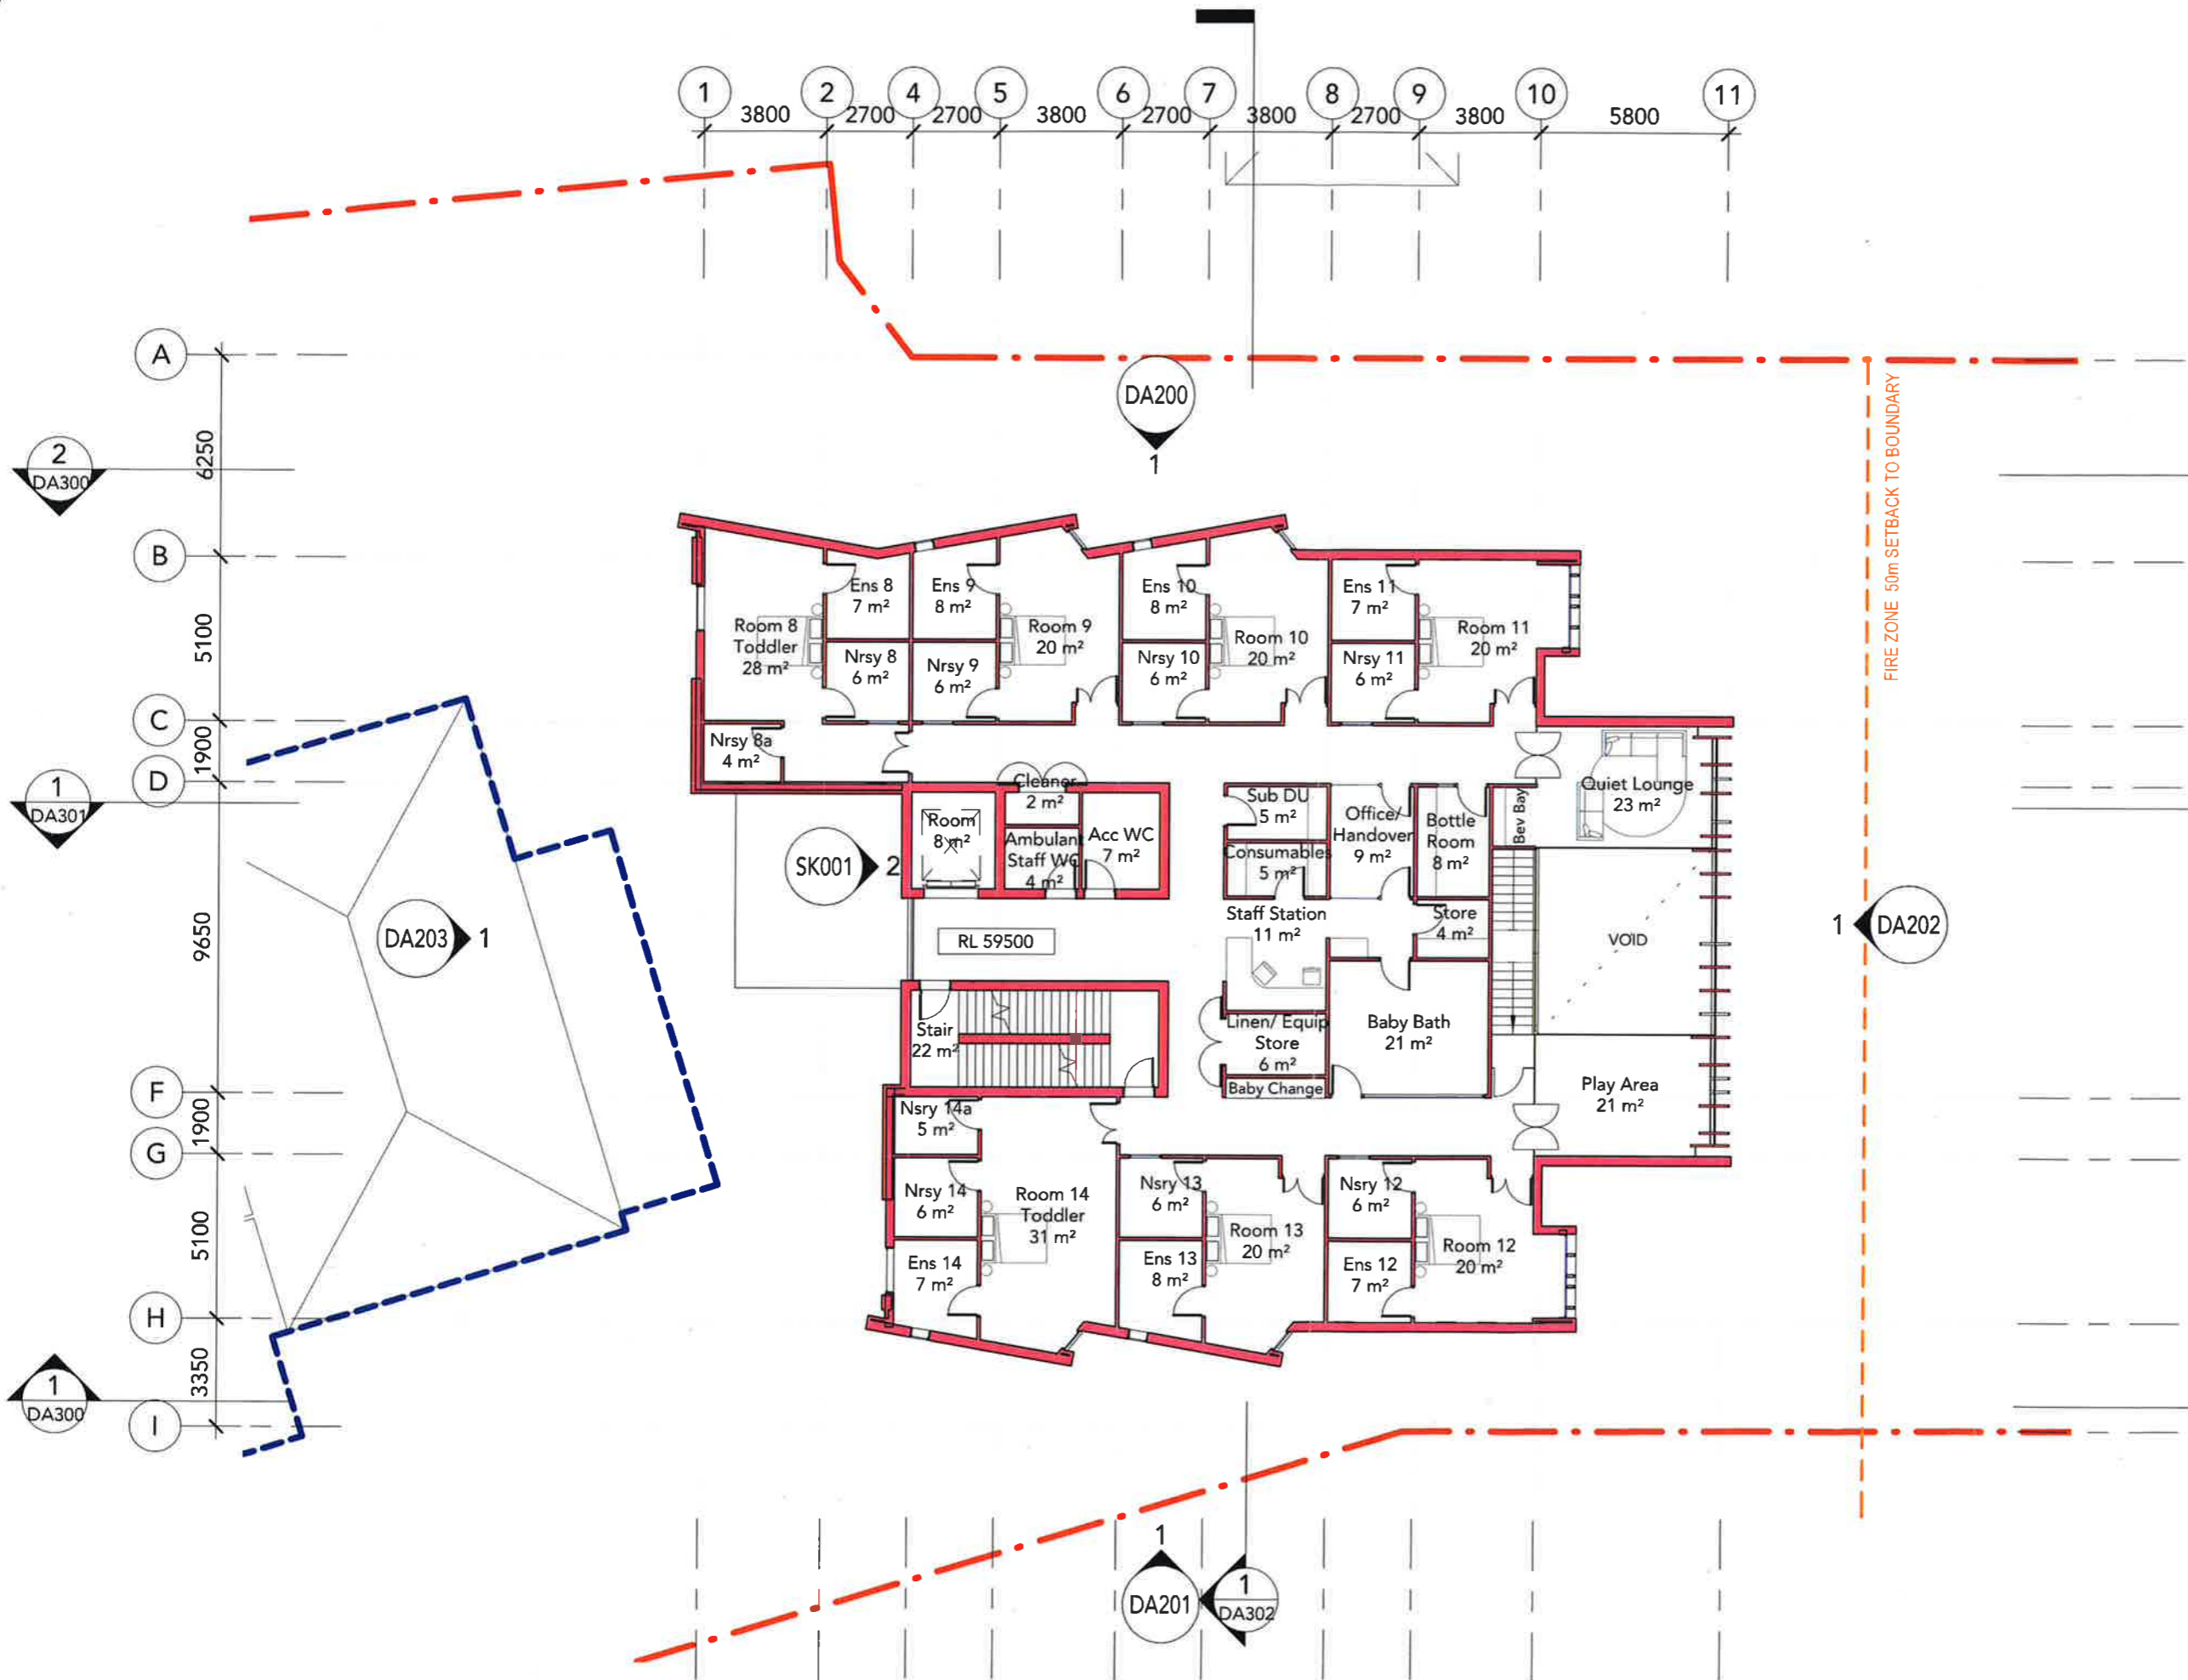 1 2 4 5 6 7 8 9 10 11
3800 2700 2700 3800 2700 3800 2700 3800 5800
A
6250
2
DA300
B
5100
C
1900
D
1
DA301
9650
F
1900
G
5100
H
3350
1
DA300
I
DA200
1
FIRE ZONE 50m SETBACK TO BOUNDARY
Room 8
Toddler
28 m²
Ens 8
7 m²
Nrsy 8
6 m²
Ens 9
8 m²
Nrsy 9
6 m²
Room 9
20 m²
Ens 10
8 m²
Nrsy 10
6 m²
Room 10
20 m²
Ens 11
7 m²
Nrsy 11
6 m²
Room 11
20 m²
Nrsy 8a
4 m²
Room
8 m²
Cleaner
2 m²
Ambulant
Staff WC
4 m²
Acc WC
7 m²
Sub DU
5 m²
Consumables
5 m²
Office/
Handover
9 m²
Bottle
Room
8 m²
Bev Bay
Quiet Lounge
23 m²
SK001
2
DA203
1
RL 59500
Staff Station
11 m²
Store
4 m²
VOID
1
DA202
Stair
22 m²
Linen/ Equip
Store
6 m²
Baby Change
Baby Bath
21 m²
Play Area
21 m²
Nsry 14a
5 m²
Nrsy 14
6 m²
Ens 14
7 m²
Room 14
Toddler
31 m²
Nsry 13
6 m²
Ens 13
8 m²
Room 13
20 m²
Nsry 12
6 m²
Ens 12
7 m²
Room 12
20 m²
1
DA201
1
DA302